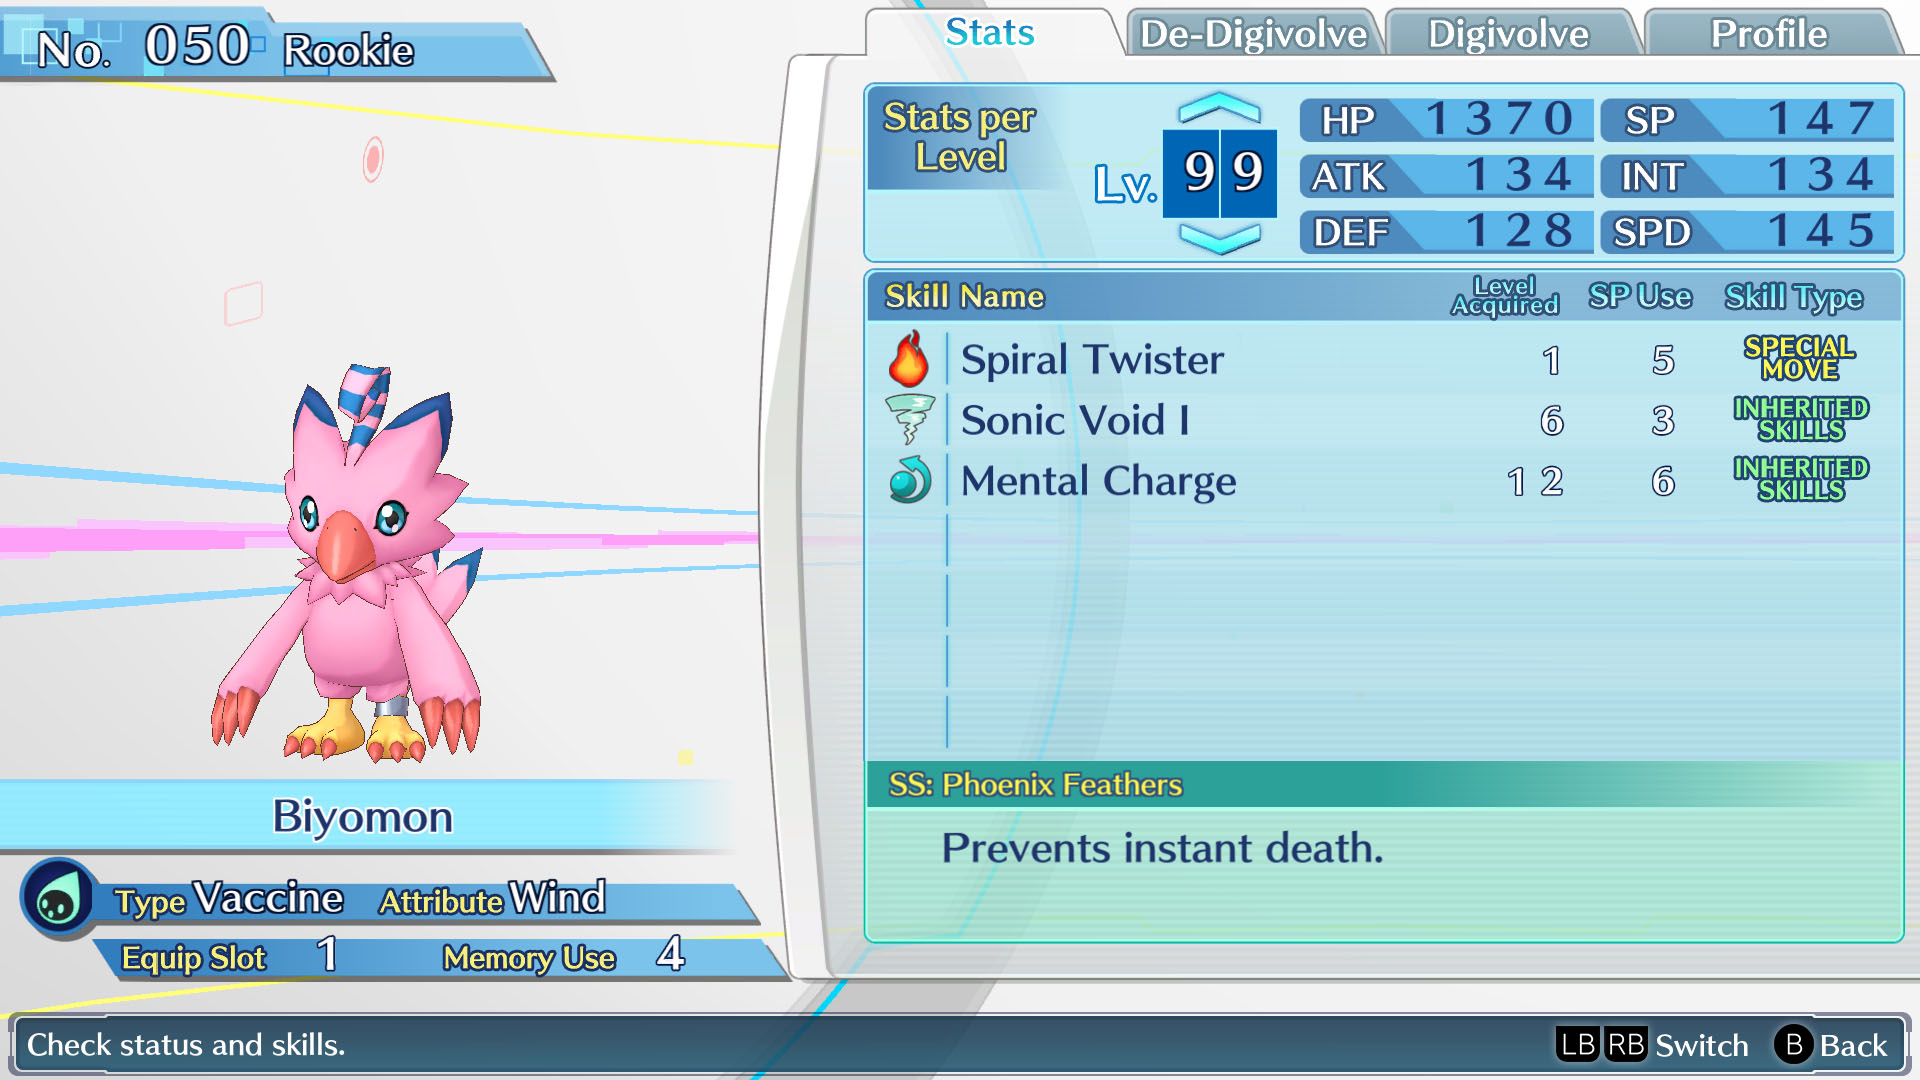 No. 050 Rookie
Stats
De-Digivolve
Digivolve
Profile
Stats per
Level
Lv. 99
HP 1370
SP 147
ATK 134
INT 134
DEF 128
SPD 145
Skill Name
Level
Acquired
SP Use
Skill Type
Spiral Twister 1 5 SPECIAL
MOVE
Sonic Void I 6 3 INHERITED
SKILLS
Mental Charge 12 6 INHERITED
SKILLS
SS: Phoenix Feathers
Prevents instant death.
Biyomon
Type Vaccine Attribute Wind
Equip Slot 1 Memory Use 4
Check status and skills.
LB RB Switch B Back